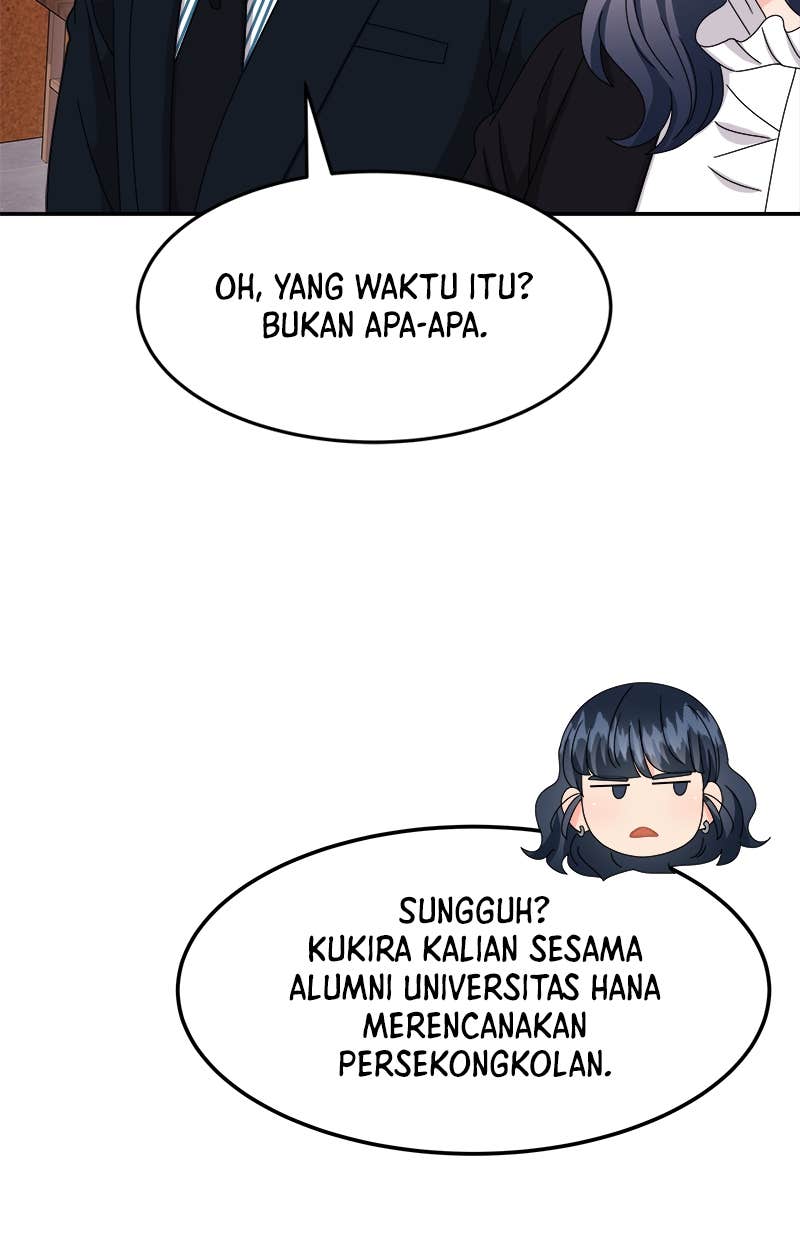 OH, YANG WAKTU ITU?
BUKAN APA-APA.
SUNGGUH?
KUKIRA KALIAN SESAMA
ALUMNI UNIVERSITAS HANA
MERENCANAKAN
PERSEKONGKOLAN.